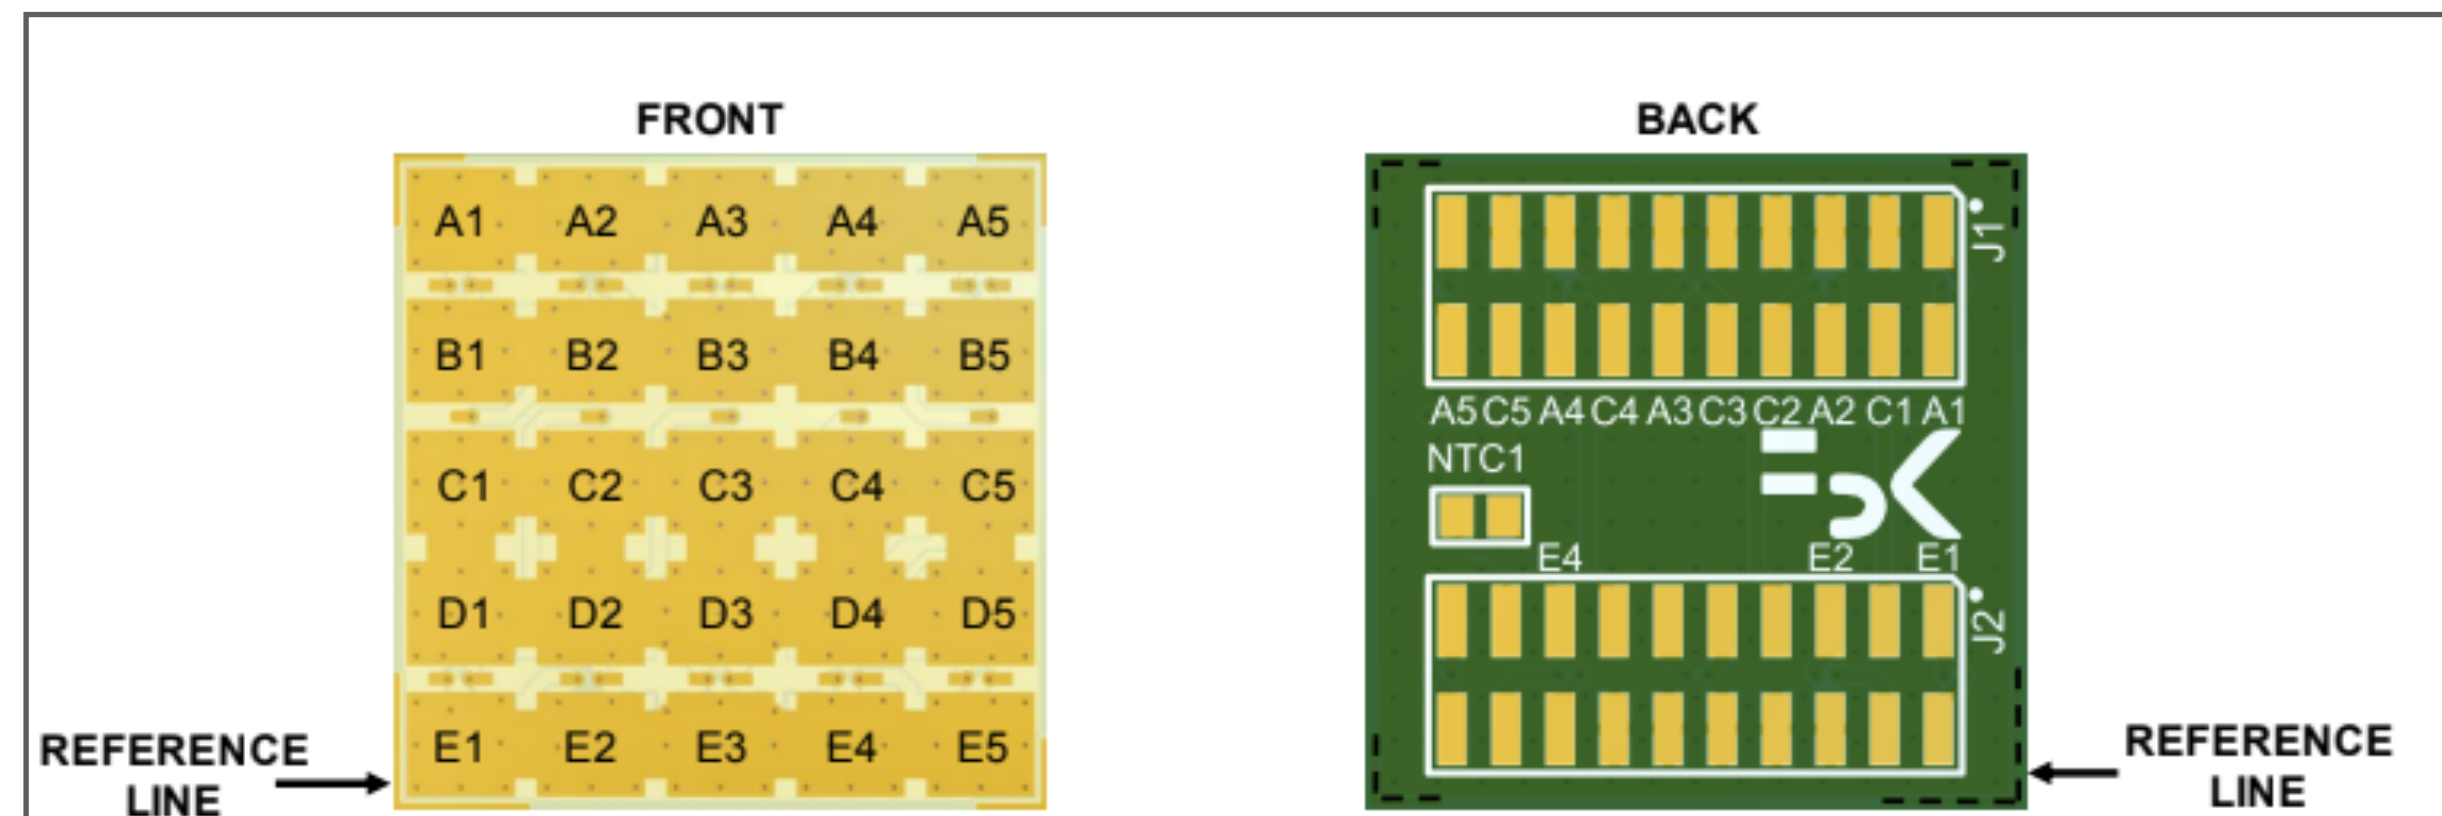 FRONT
BACK
A1 A2 A3 A4 A5
B1 B2 B3 B4 B5
C1 C2 C3 C4 C5
D1 D2 D3 D4 D5
E1 E2 E3 E4 E5
REFERENCE
LINE
J1
A5 C5 A4 C4 A3 C3 C2 A2 C1 A1
NTC1
E4 E2 E1
J2
REFERENCE
LINE